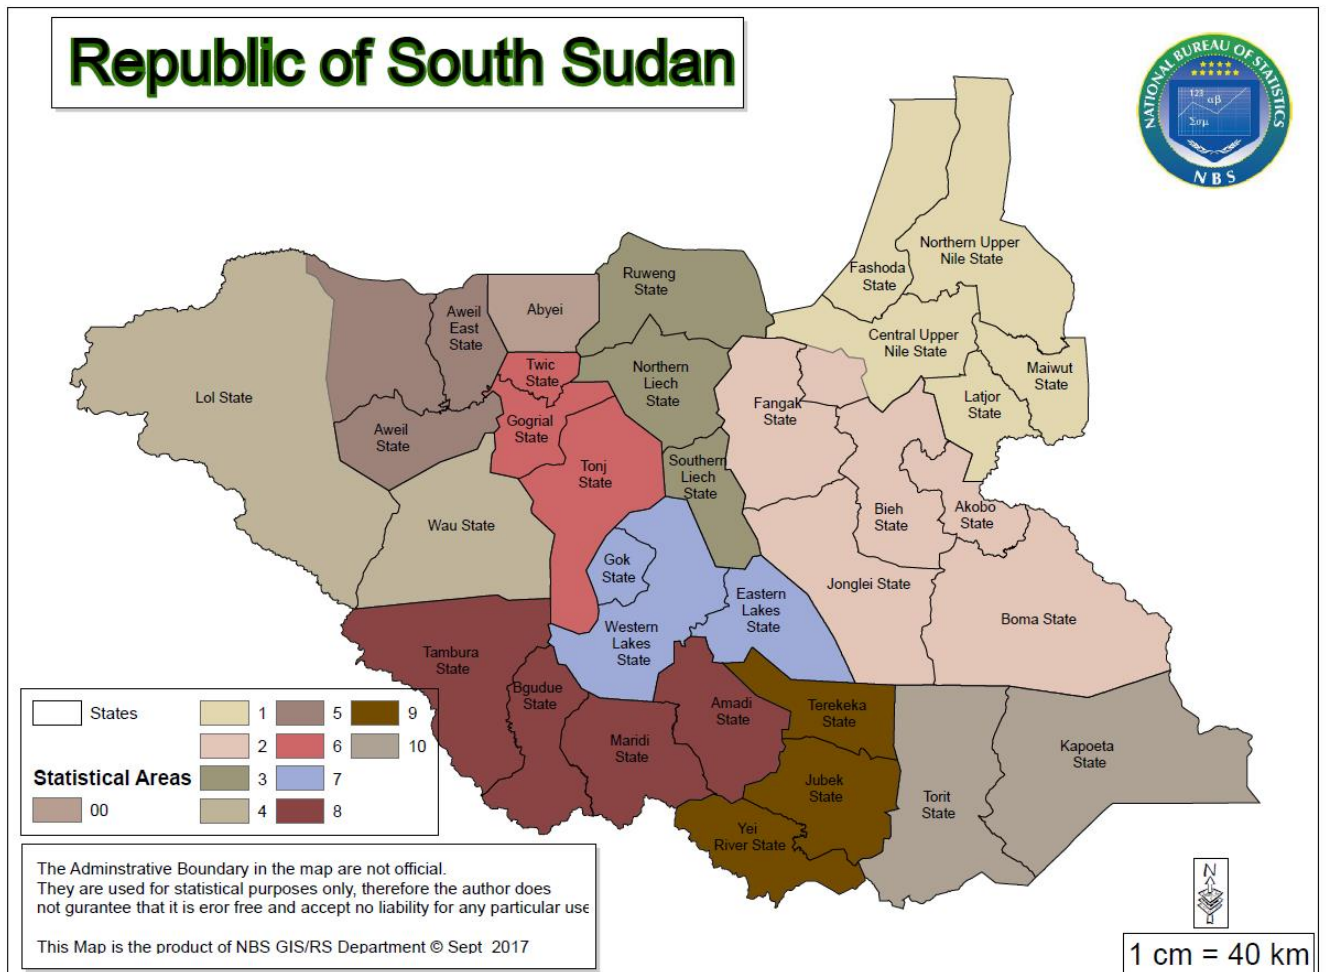 Republic of South Sudan
NATIONAL BUREAU OF STATISTICS
123
αβ
Σσμ
NBS
Northern Upper
Nile State
Fashoda
State
Ruweng
State
Abyei
Aweil
East
State
Central Upper
Nile State
Maiwut
State
Twic
State
Northern
Liech
State
Latjor
State
Lol State
Fangak
State
Gogrial
State
Aweil
State
Tonj
State
Southern
Liech
State
Wau State
Bieh
State
Akobo
State
Gok
State
Jonglei State
Eastern
Lakes
State
Boma State
Western
Lakes
State
Tambura
State
Bgudue
State
Amadi
State
Terekeka
State
Maridi
State
Kapoeta
State
Jubek
State
Torit
State
Yei
River State
States
Statistical Areas
00
1
2
3
4
5
6
7
8
9
10
The Adminstrative Boundary in the map are not official.
They are used for statistical purposes only, therefore the author does
not gurantee that it is eror free and accept no liability for any particular use
This Map is the product of NBS GIS/RS Department © Sept 2017
N
1 cm = 40 km